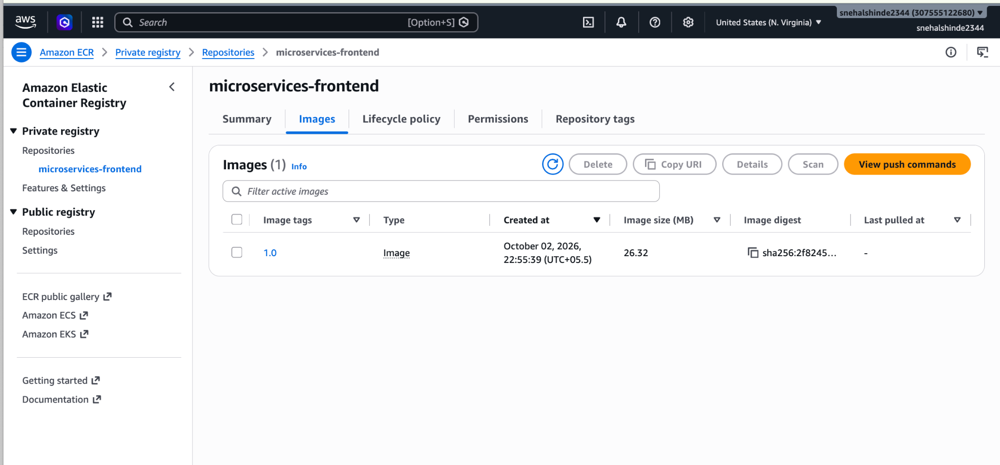 aws
Search
[Option+S]
United States (N. Virginia)
snehalshinde2344 (307555122680)
snehalshinde2344
Amazon ECR
Private registry
Repositories
microservices-frontend
Amazon Elastic
Container Registry
Private registry
Repositories
microservices-frontend
Features & Settings
Public registry
Repositories
Settings
ECR public gallery
Amazon ECS
Amazon EKS
Getting started
Documentation
microservices-frontend
Summary
Images
Lifecycle policy
Permissions
Repository tags
Images (1) Info
Delete
Copy URI
Details
Scan
View push commands
Filter active images
Image tags
Type
Created at
Image size (MB)
Image digest
Last pulled at
1.0
Image
October 02, 2026,
22:55:39 (UTC+05.5)
26.32
sha256:2f8245...
-